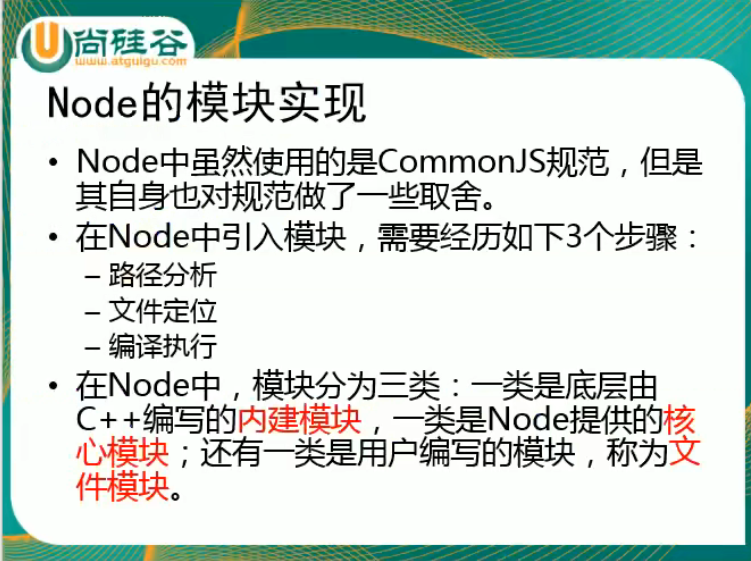 尚硅谷
www.atguigu.com
Node的模块实现
• Node中虽然使用的是CommonJS规范，但是
其自身也对规范做了一些取舍。
• 在Node中引入模块，需要经历如下3个步骤：
– 路径分析
– 文件定位
– 编译执行
• 在Node中，模块分为三类：一类是底层由
C++编写的内建模块，一类是Node提供的核
心模块；还有一类是用户编写的模块，称为文
件模块。